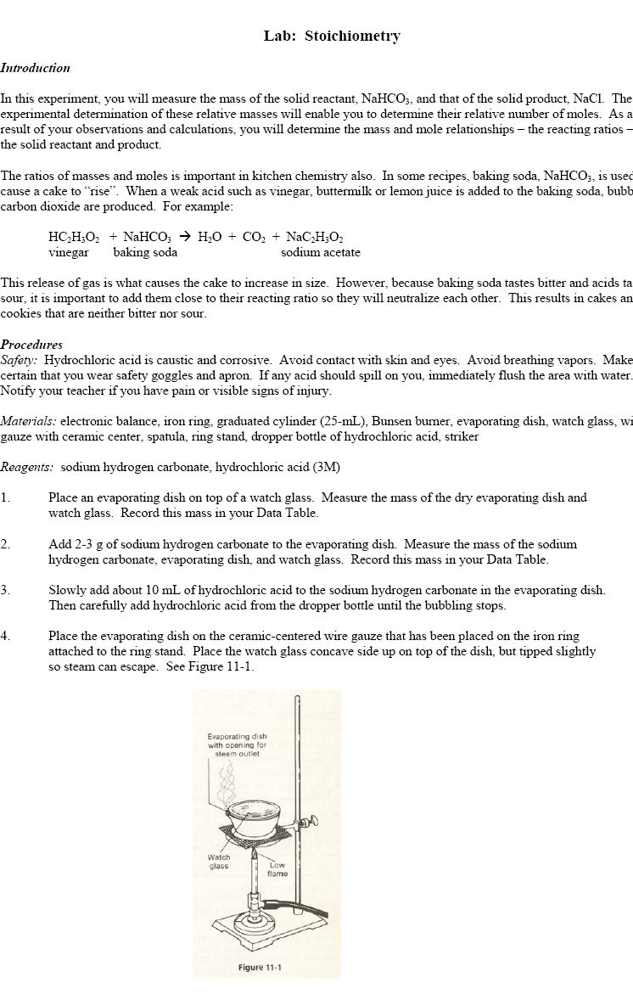 Lab: Stoichiometry
Introduction
In this experiment, you will measure the mass of the solid reactant, NaHCO₃, and that of the solid product, NaCl. The
experimental determination of these relative masses will enable you to determine their relative number of moles. As a
result of your observations and calculations, you will determine the mass and mole relationships – the reacting ratios –
the solid reactant and product.
The ratios of masses and moles is important in kitchen chemistry also. In some recipes, baking soda, NaHCO₃, is used
cause a cake to “rise”. When a weak acid such as vinegar, buttermilk or lemon juice is added to the baking soda, bubb
carbon dioxide are produced. For example:
HC₂H₃O₂ + NaHCO₃ → H₂O + CO₂ + NaC₂H₃O₂
vinegar baking soda sodium acetate
This release of gas is what causes the cake to increase in size. However, because baking soda tastes bitter and acids ta
sour, it is important to add them close to their reacting ratio so they will neutralize each other. This results in cakes an
cookies that are neither bitter nor sour.
Procedures
Safety: Hydrochloric acid is caustic and corrosive. Avoid contact with skin and eyes. Avoid breathing vapors. Make
certain that you wear safety goggles and apron. If any acid should spill on you, immediately flush the area with water.
Notify your teacher if you have pain or visible signs of injury.
Materials: electronic balance, iron ring, graduated cylinder (25-mL), Bunsen burner, evaporating dish, watch glass, wi
gauze with ceramic center, spatula, ring stand, dropper bottle of hydrochloric acid, striker
Reagents: sodium hydrogen carbonate, hydrochloric acid (3M)
1. Place an evaporating dish on top of a watch glass. Measure the mass of the dry evaporating dish and
watch glass. Record this mass in your Data Table.
2. Add 2-3 g of sodium hydrogen carbonate to the evaporating dish. Measure the mass of the sodium
hydrogen carbonate, evaporating dish, and watch glass. Record this mass in your Data Table.
3. Slowly add about 10 mL of hydrochloric acid to the sodium hydrogen carbonate in the evaporating dish.
Then carefully add hydrochloric acid from the dropper bottle until the bubbling stops.
4. Place the evaporating dish on the ceramic-centered wire gauze that has been placed on the iron ring
attached to the ring stand. Place the watch glass concave side up on top of the dish, but tipped slightly
so steam can escape. See Figure 11-1.
Evaporating dish
with opening for
steam outlet
Watch
glass
Low
flame
Figure 11-1